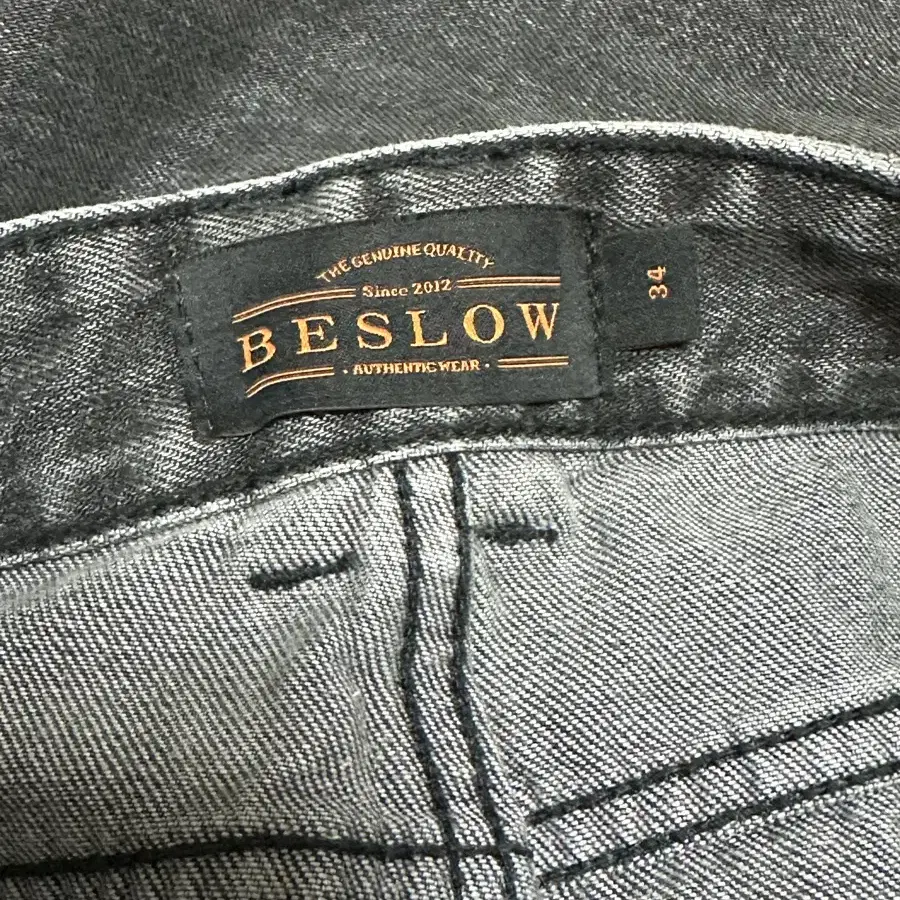 THE GENUINE QUALITY
Since 2012
BESLOW
· AUTHENTIC WEAR ·
34